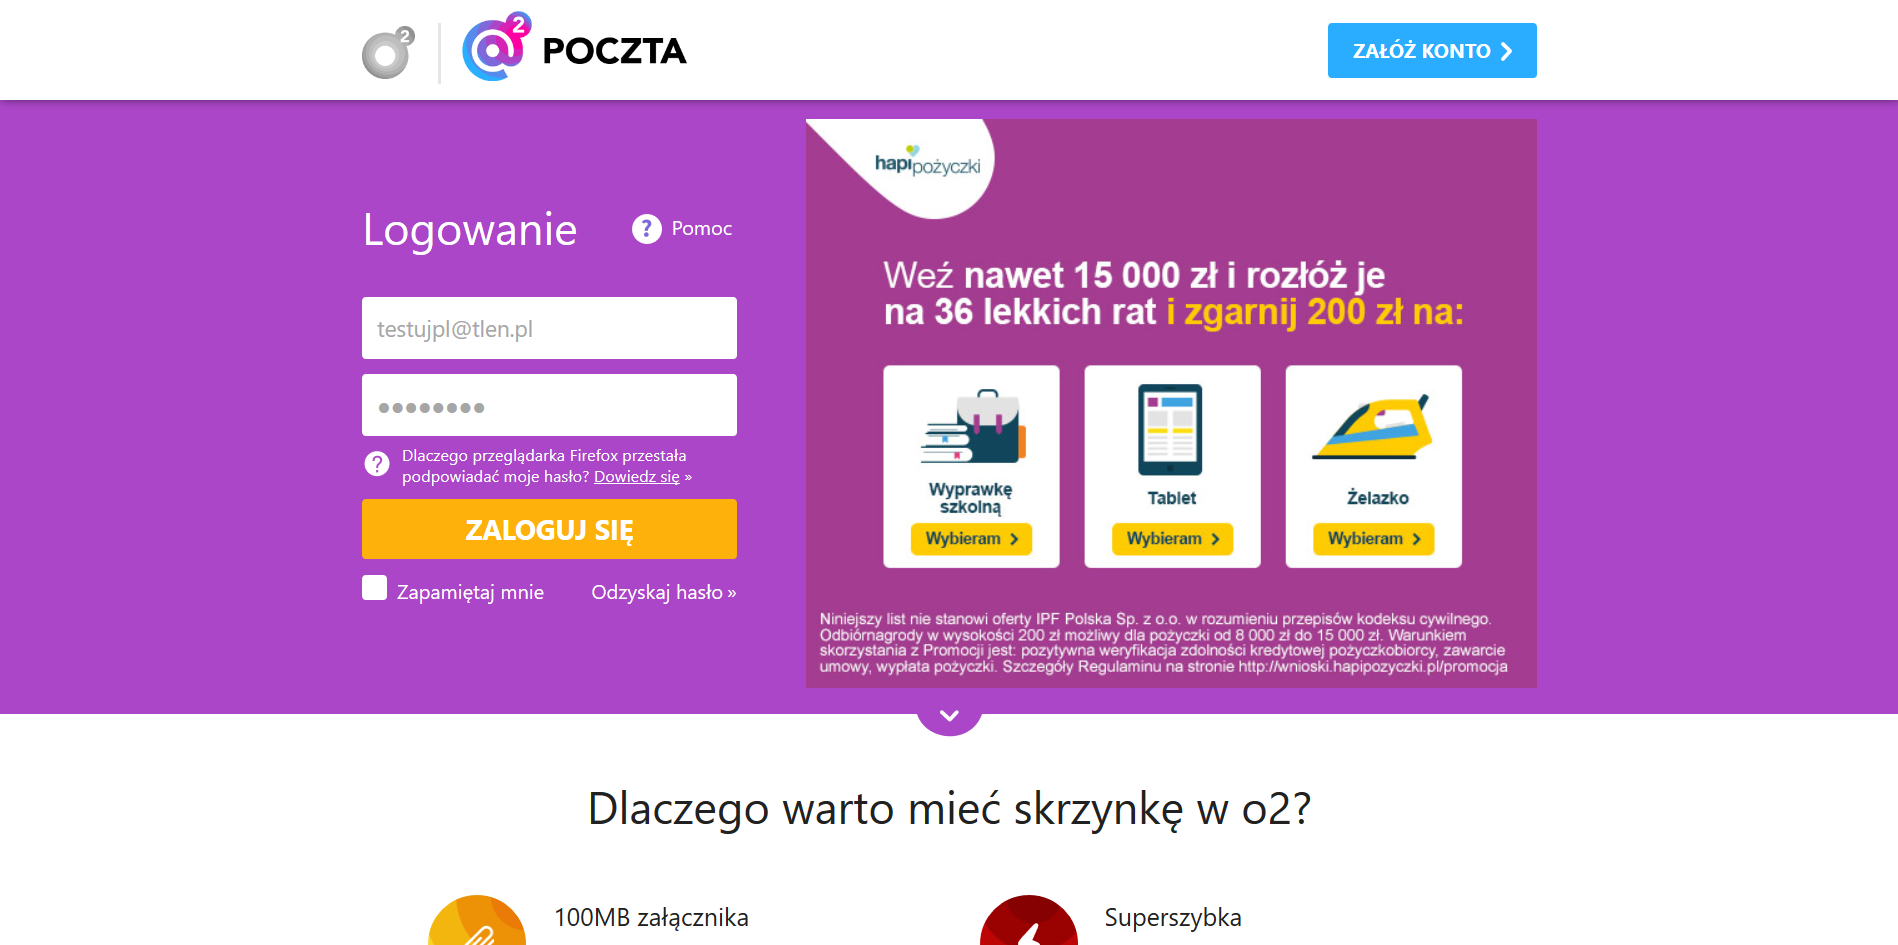 2
2
POCZTA
ZAŁÓŻ KONTO
Logowanie
? Pomoc
testujpl@tlen.pl
••••••••
? Dlaczego przeglądarka Firefox przestała
podpowiadać moje hasło? Dowiedz się »
ZALOGUJ SIĘ
Zapamiętaj mnie
Odzyskaj hasło »
hapipożyczki
Weź nawet 15 000 zł i rozłóż je
na 36 lekkich rat i zgarnij 200 zł na:
Wyprawkę
szkolną
Wybieram
Tablet
Wybieram
Żelazko
Wybieram
Niniejszy list nie stanowi oferty IPF Polska Sp. z o.o. w rozumieniu przepisów kodeksu cywilnego.
Odbiórnagrody w wysokości 200 zł możliwy dla pożyczki od 8 000 zł do 15 000 zł. Warunkiem
skorzystania z Promocji jest: pozytywna weryfikacja zdolności kredytowej pożyczkobiorcy, zawarcie
umowy, wypłata pożyczki. Szczegóły Regulaminu na stronie http://wnioski.hapipozyczki.pl/promocja
Dlaczego warto mieć skrzynkę w o2?
100MB załącznika
Superszybka